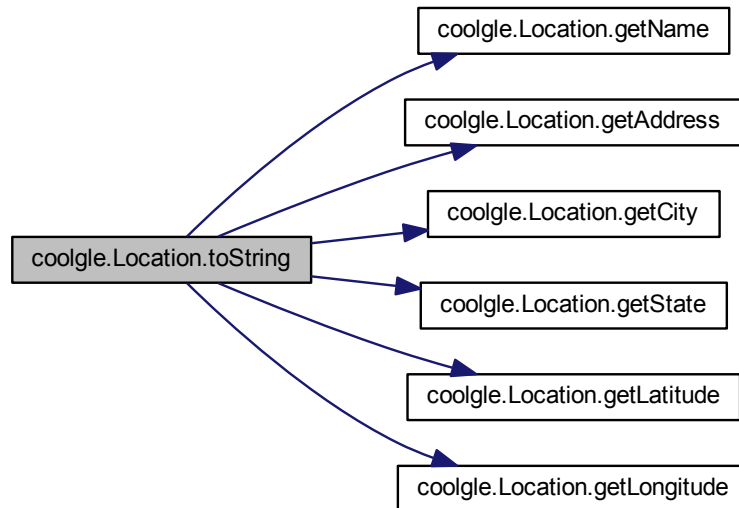 coolgle.Location.getName
coolgle.Location.getAddress
coolgle.Location.getCity
coolgle.Location.toString
coolgle.Location.getState
coolgle.Location.getLatitude
coolgle.Location.getLongitude